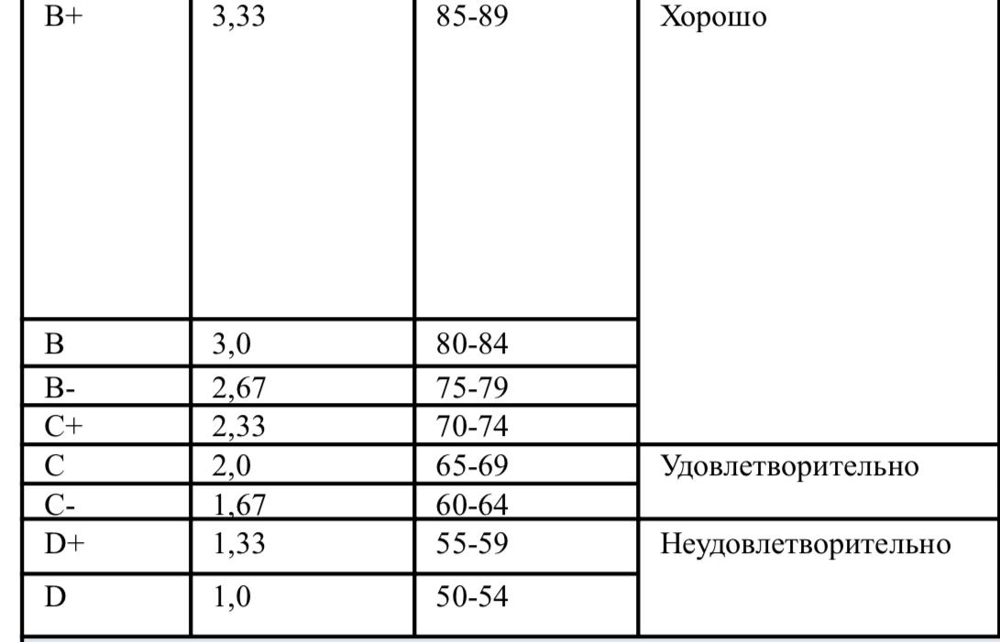 B+ 3,33 85-89 Хорошо
B 3,0 80-84
B- 2,67 75-79
C+ 2,33 70-74
C 2,0 65-69 Удовлетворительно
C- 1,67 60-64
D+ 1,33 55-59 Неудовлетворительно
D 1,0 50-54